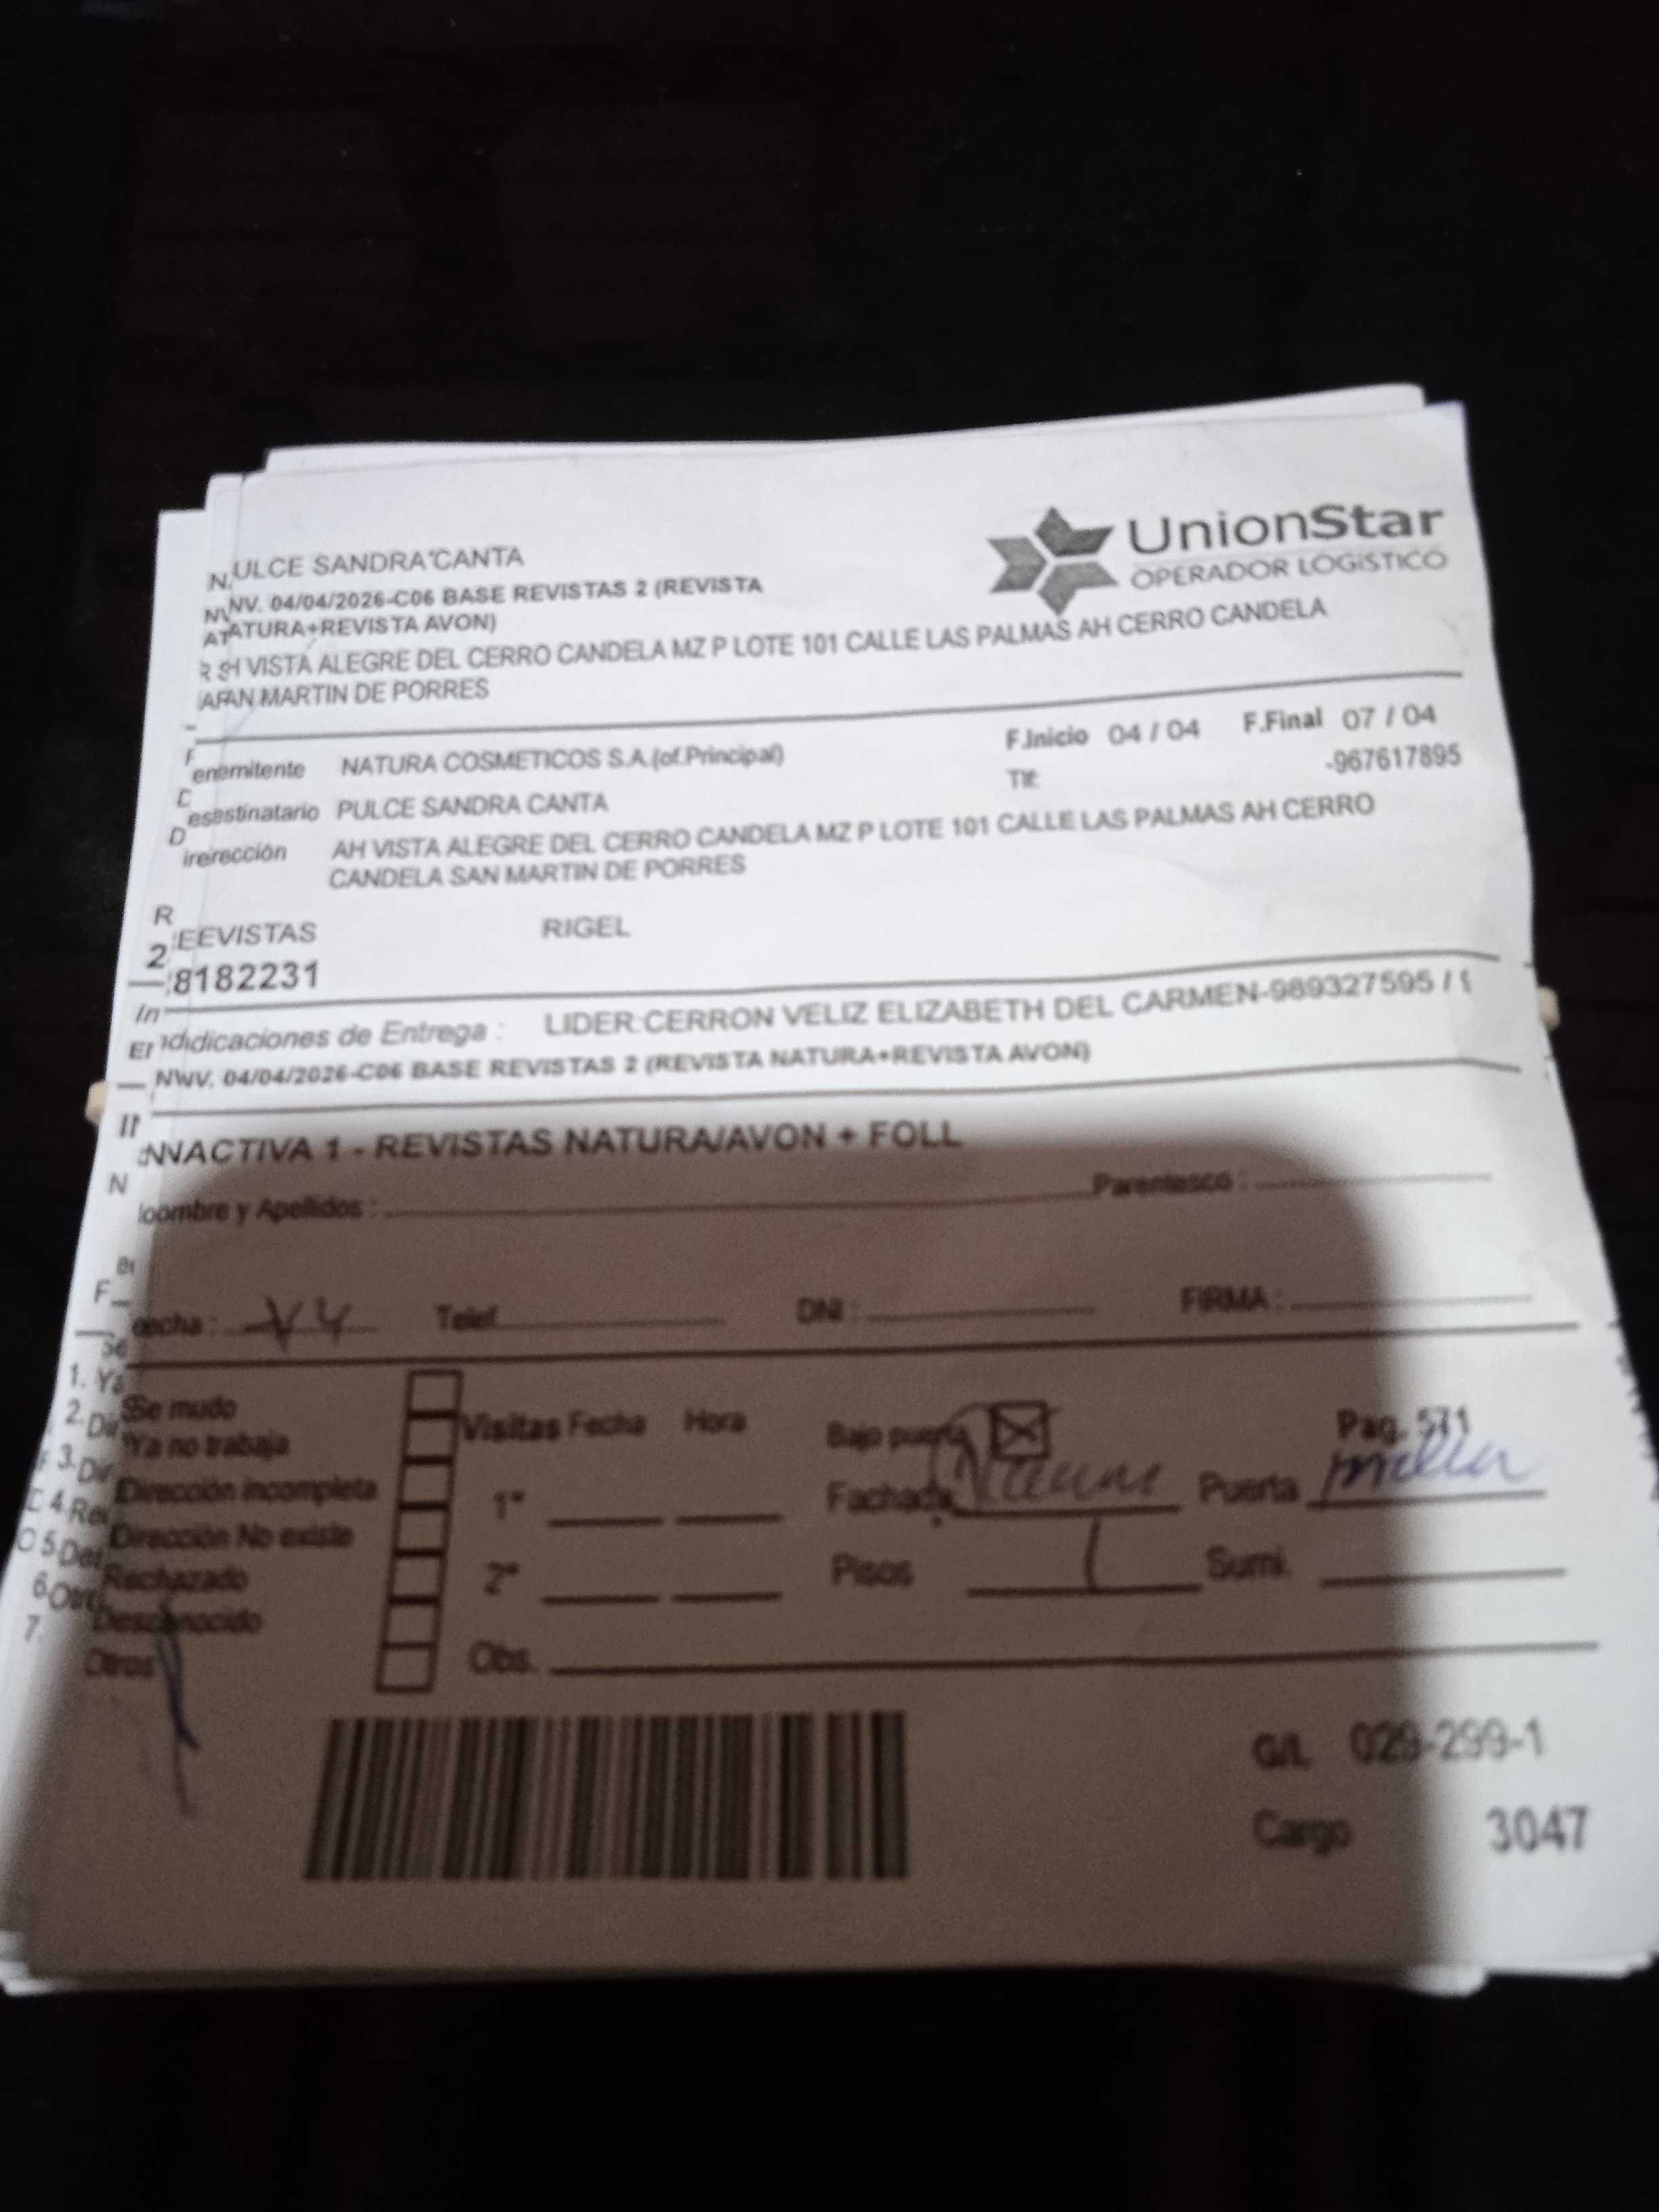 ULCE SANDRA CANTA
NV. 04/04/2026-C06 BASE REVISTAS 2 (REVISTA
ATURA+REVISTA AVON)
H VISTA ALEGRE DEL CERRO CANDELA MZ P LOTE 101 CALLE LAS PALMAS AH CERRO CANDELA
AN MARTIN DE PORRES
UnionStar
OPERADOR LOGÍSTICO
emitente NATURA COSMETICOS S.A.(of.Principal) F.Inicio 04 / 04 F.Final 07 / 04
Tlf: -967617895
estinatario PULCE SANDRA CANTA
irección AH VISTA ALEGRE DEL CERRO CANDELA MZ P LOTE 101 CALLE LAS PALMAS AH CERRO
CANDELA SAN MARTIN DE PORRES
EVISTAS RIGEL
8182231
dicaciones de Entrega : LIDER:CERRON VELIZ ELIZABETH DEL CARMEN-989327595 /
NV. 04/04/2026-C06 BASE REVISTAS 2 (REVISTA NATURA+REVISTA AVON)
NACTIVA 1 - REVISTAS NATURA/AVON + FOLL
ombre y Apellidos : Parentesco :
echa : Telef. DNI : FIRMA :
Se mudo
Ya no trabaja
Dirección incompleta
Dirección No existe
Rechazado
Desconocido
Otros
Visitas Fecha Hora
1°
2°
Obs.
Bajo puerta Pag. 571
Fachada Puerta
Pisos 1 Sumi.
G/L 029-299-1
Cargo 3047